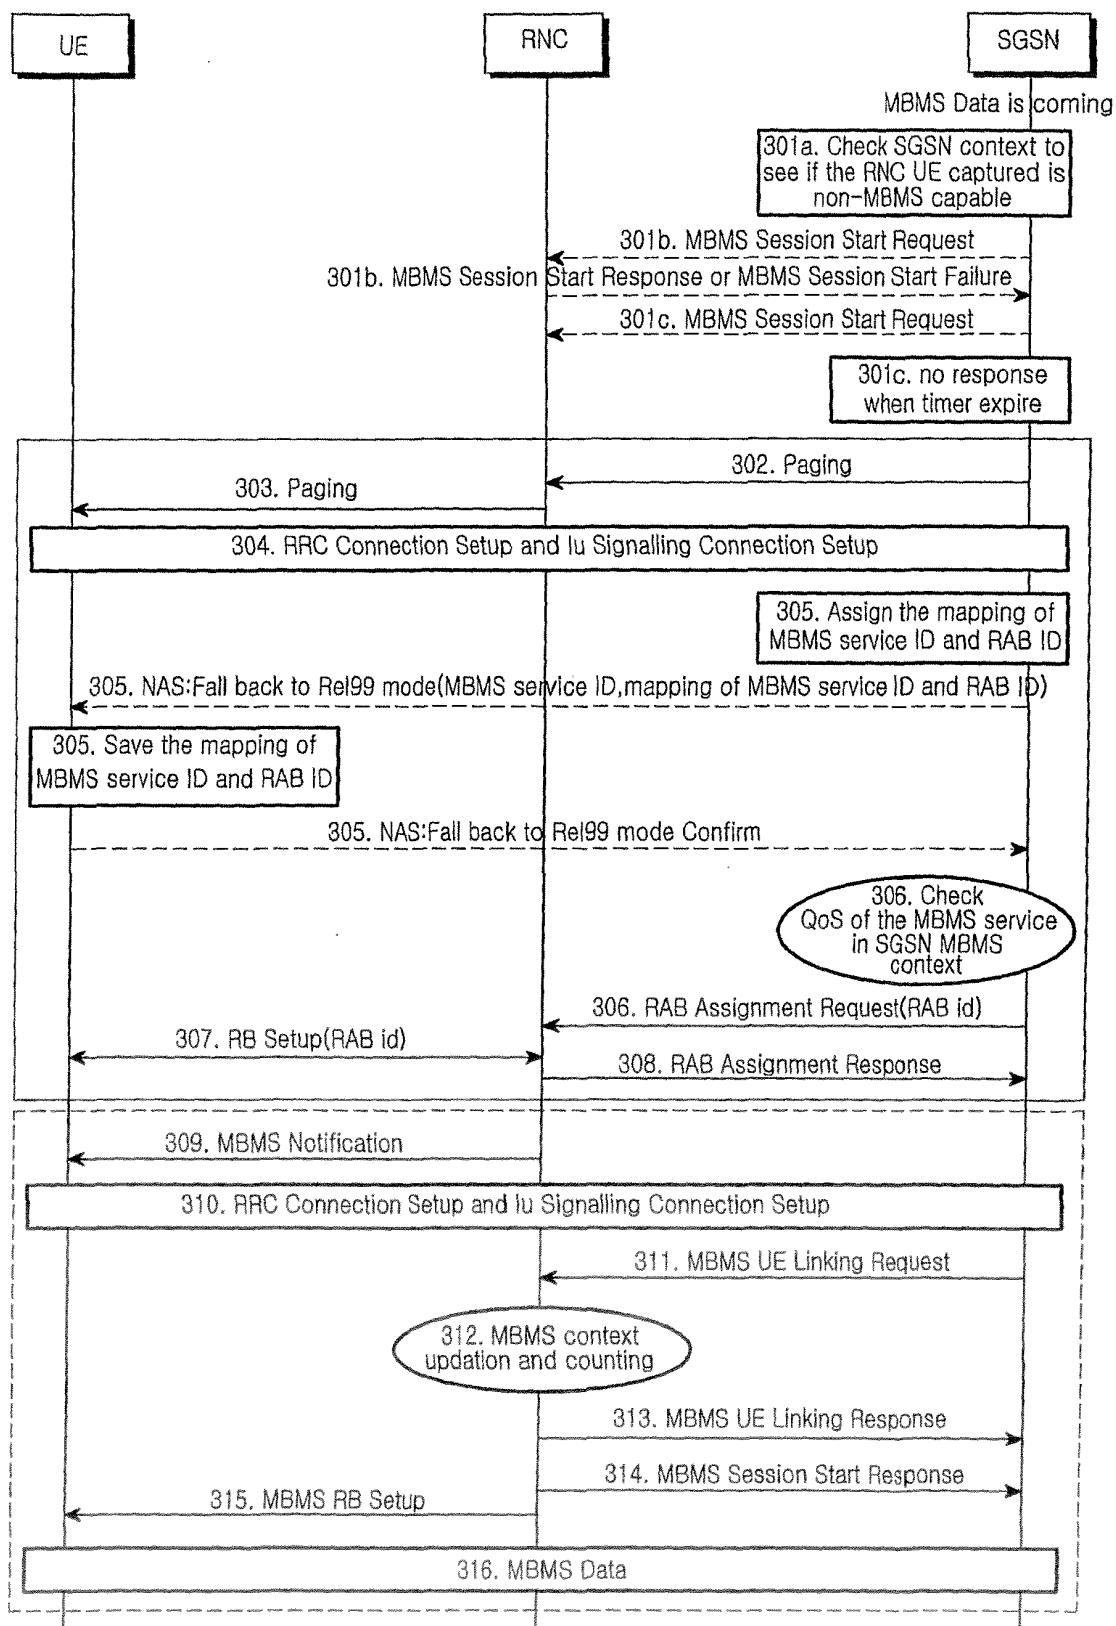 UE
RNC
SGSN
MBMS Data is coming
301a. Check SGSN context to
see if the RNC UE captured is
non-MBMS capable
301b. MBMS Session Start Request
301b. MBMS Session Start Response or MBMS Session Start Failure
301c. MBMS Session Start Request
301c. no response
when timer expire
302. Paging
303. Paging
304. RRC Connection Setup and Iu Signalling Connection Setup
305. Assign the mapping of
MBMS service ID and RAB ID
305. NAS:Fall back to Rel99 mode(MBMS service ID,mapping of MBMS service ID and RAB ID)
305. Save the mapping of
MBMS service ID and RAB ID
305. NAS:Fall back to Rel99 mode Confirm
306. Check
QoS of the MBMS service
in SGSN MBMS
context
306. RAB Assignment Request(RAB id)
307. RB Setup(RAB id)
308. RAB Assignment Response
309. MBMS Notification
310. RRC Connection Setup and Iu Signalling Connection Setup
311. MBMS UE Linking Request
312. MBMS context
updation and counting
313. MBMS UE Linking Response
314. MBMS Session Start Response
315. MBMS RB Setup
316. MBMS Data